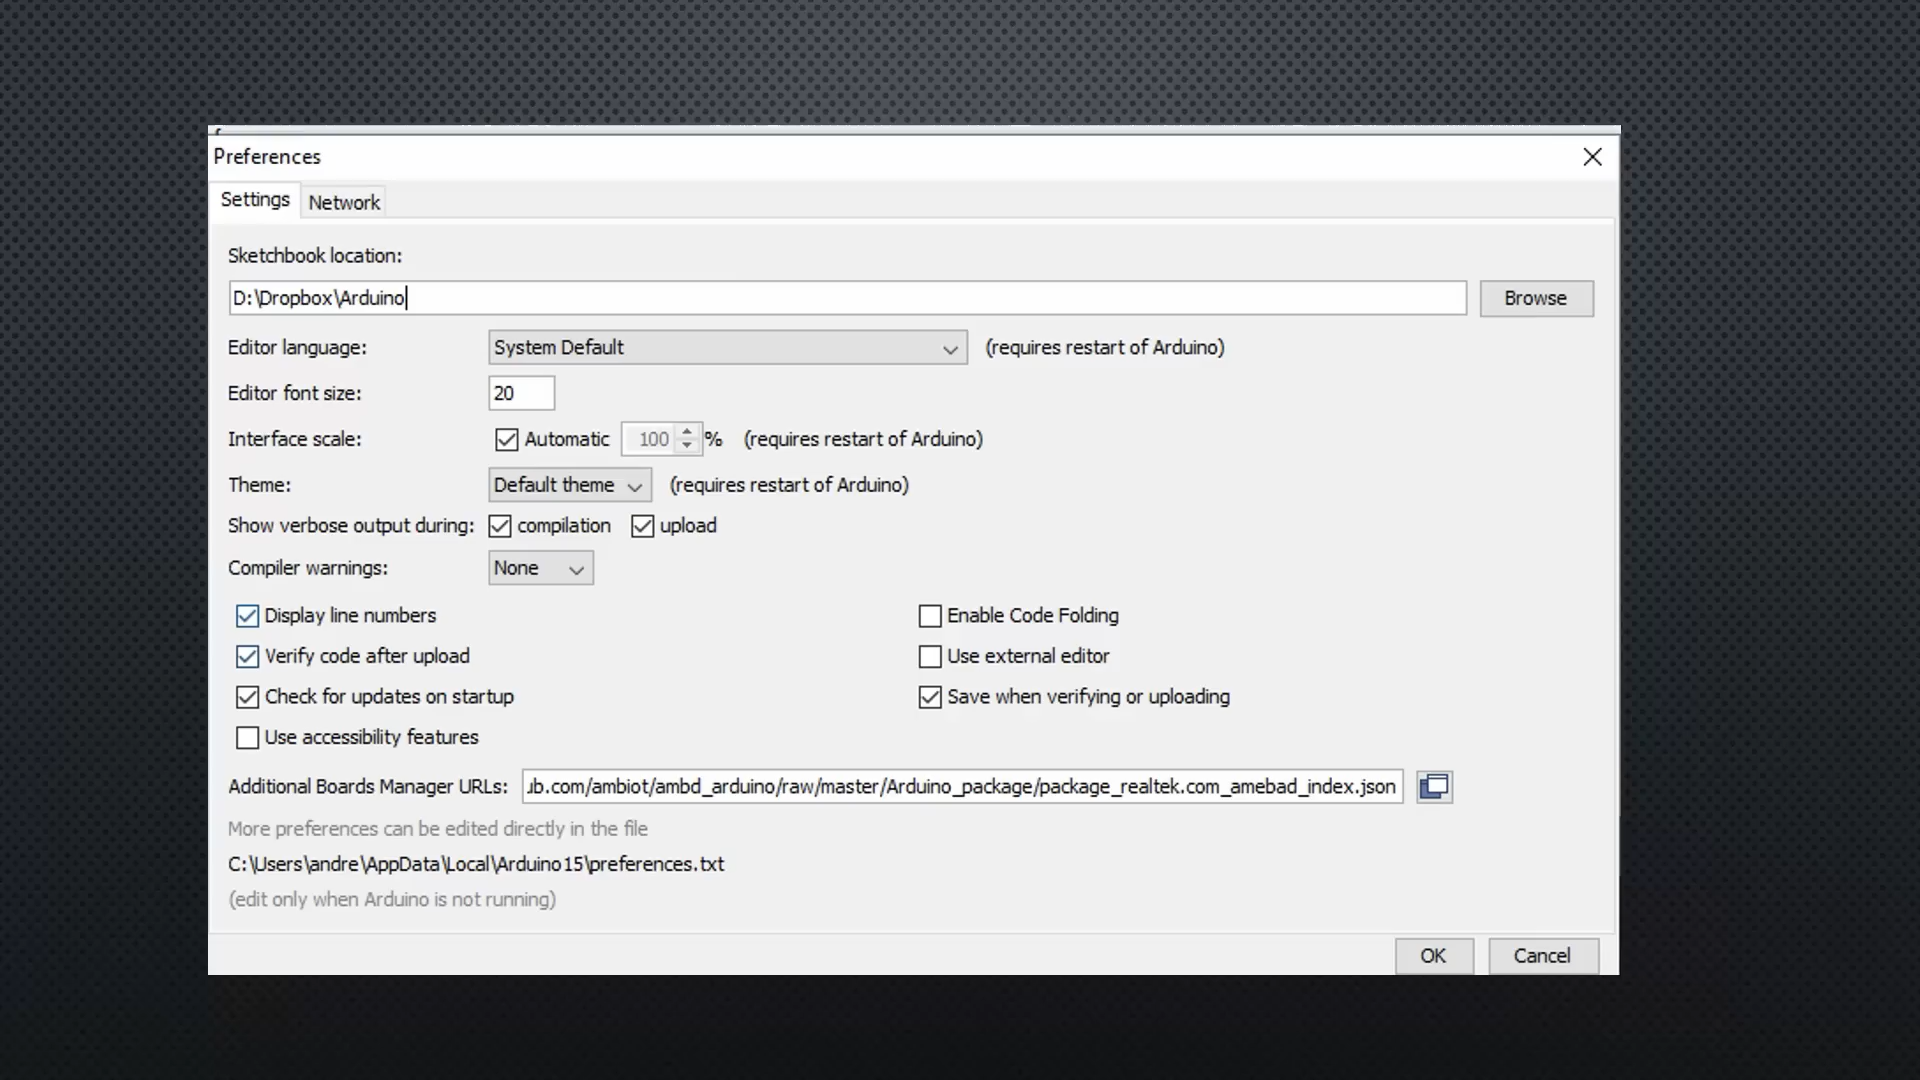 Preferences
Settings
Network
Sketchbook location:
D:\Dropbox\Arduino
Browse
Editor language:
System Default
(requires restart of Arduino)
Editor font size:
20
Interface scale:
Automatic
100
%
(requires restart of Arduino)
Theme:
Default theme
(requires restart of Arduino)
Show verbose output during:
compilation
upload
Compiler warnings:
None
Display line numbers
Enable Code Folding
Verify code after upload
Use external editor
Check for updates on startup
Save when verifying or uploading
Use accessibility features
Additional Boards Manager URLs:
ub.com/ambiot/ambd_arduino/raw/master/Arduino_package/package_realtek.com_amebad_index.json
More preferences can be edited directly in the file
C:\Users\andre\AppData\Local\Arduino15\preferences.txt
(edit only when Arduino is not running)
OK
Cancel